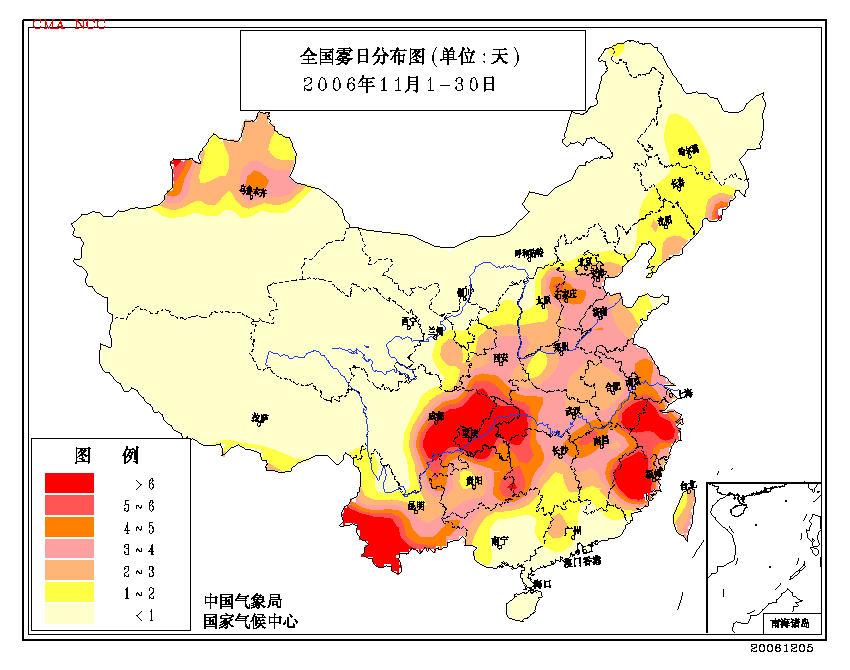 CMA NCC
全国雾日分布图(单位:天)
2006年11月1-30日
哈尔滨
长春
沈阳
乌鲁木齐
呼和浩特
北京
天津
银川
太原
石家庄
济南
西宁
兰州
西安
郑州
合肥
南京
上海
拉萨
成都
重庆
武汉
长沙
南昌
贵阳
福州
昆明
台北
南宁
广州
澳门 香港
海口
图 例
>6
5~6
4~5
3~4
2~3
1~2
<1
中国气象局
国家气候中心
南海诸岛
20061205